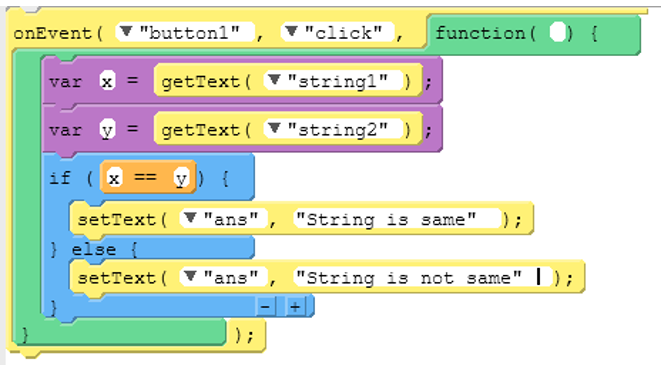 onEvent( ▼"button1", ▼"click", function( ) {
var x = getText( ▼"string1" );
var y = getText( ▼"string2" );
if ( x == y ) {
setText( ▼"ans", "String is same" );
} else {
setText( ▼"ans", "String is not same" );
} - +
} );